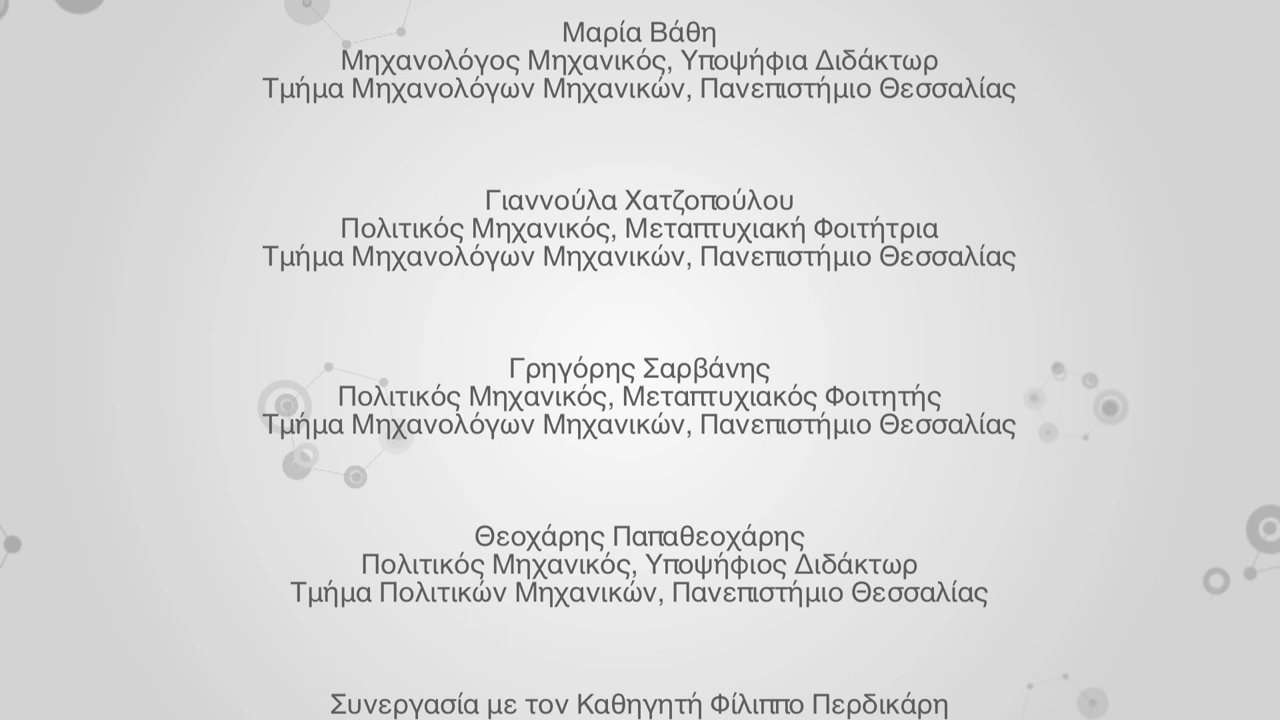 Μαρία Βάθη
Μηχανολόγος Μηχανικός, Υποψήφια Διδάκτωρ
Τμήμα Μηχανολόγων Μηχανικών, Πανεπιστήμιο Θεσσαλίας
Γιαννούλα Χατζοπούλου
Πολιτικός Μηχανικός, Μεταπτυχιακή Φοιτήτρια
Τμήμα Μηχανολόγων Μηχανικών, Πανεπιστήμιο Θεσσαλίας
Γρηγόρης Σαρβάνης
Πολιτικός Μηχανικός, Μεταπτυχιακός Φοιτητής
Τμήμα Μηχανολόγων Μηχανικών, Πανεπιστήμιο Θεσσαλίας
Θεοχάρης Παπαθεοχάρης
Πολιτικός Μηχανικός, Υποψήφιος Διδάκτωρ
Τμήμα Πολιτικών Μηχανικών, Πανεπιστήμιο Θεσσαλίας
Συνεργασία με τον Καθηγητή Φίλιππο Περδικάρη